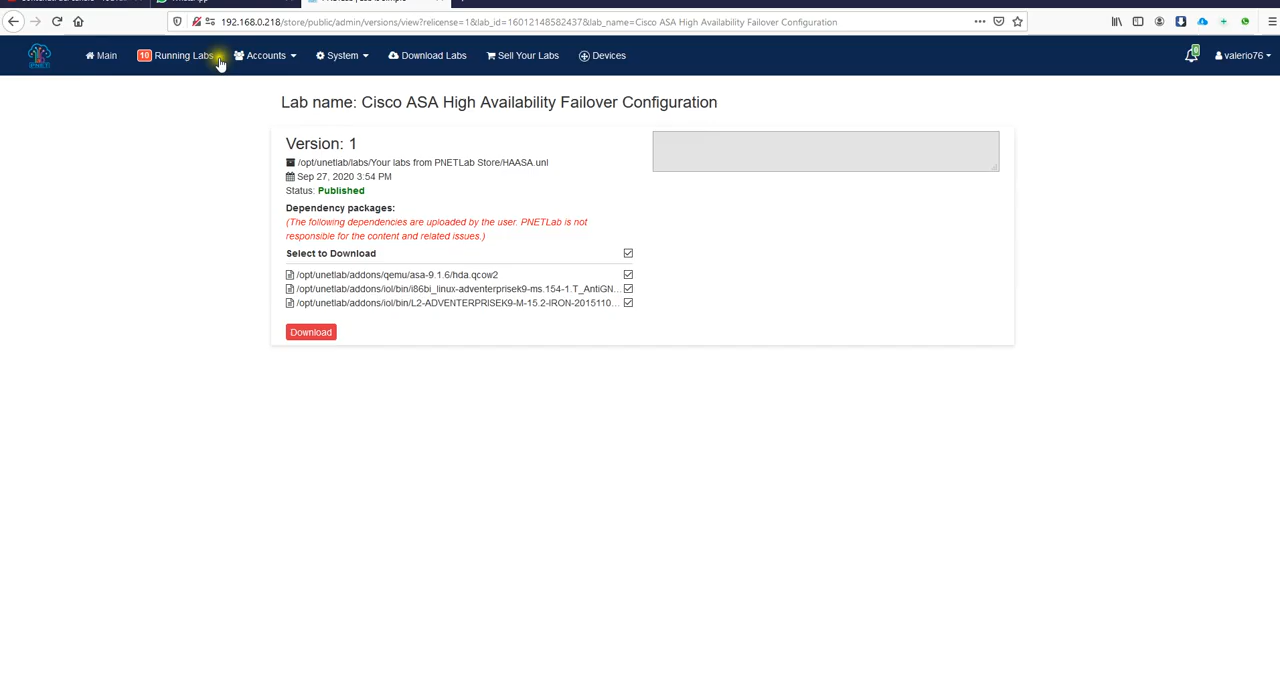 192.168.0.218/store/public/admin/versions/view?relicense=1&lab_id=16012148582437&lab_name=Cisco ASA High Availability Failover Configuration
PNET
Main
10 Running Labs
Accounts
System
Download Labs
Sell Your Labs
Devices
0
valerio76
Lab name: Cisco ASA High Availability Failover Configuration
Version: 1
/opt/unetlab/labs/Your labs from PNETLab Store/HAASA.unl
Sep 27, 2020 3:54 PM
Status: Published
Dependency packages:
(The following dependencies are uploaded by the user. PNETLab is not
responsible for the content and related issues.)
Select to Download
/opt/unetlab/addons/qemu/asa-9.1.6/hda.qcow2
/opt/unetlab/addons/iol/bin/i86bi_linux-adventerprisek9-ms.154-1.T_AntiGN...
/opt/unetlab/addons/iol/bin/L2-ADVENTERPRISEK9-M-15.2-IRON-2015110...
Download